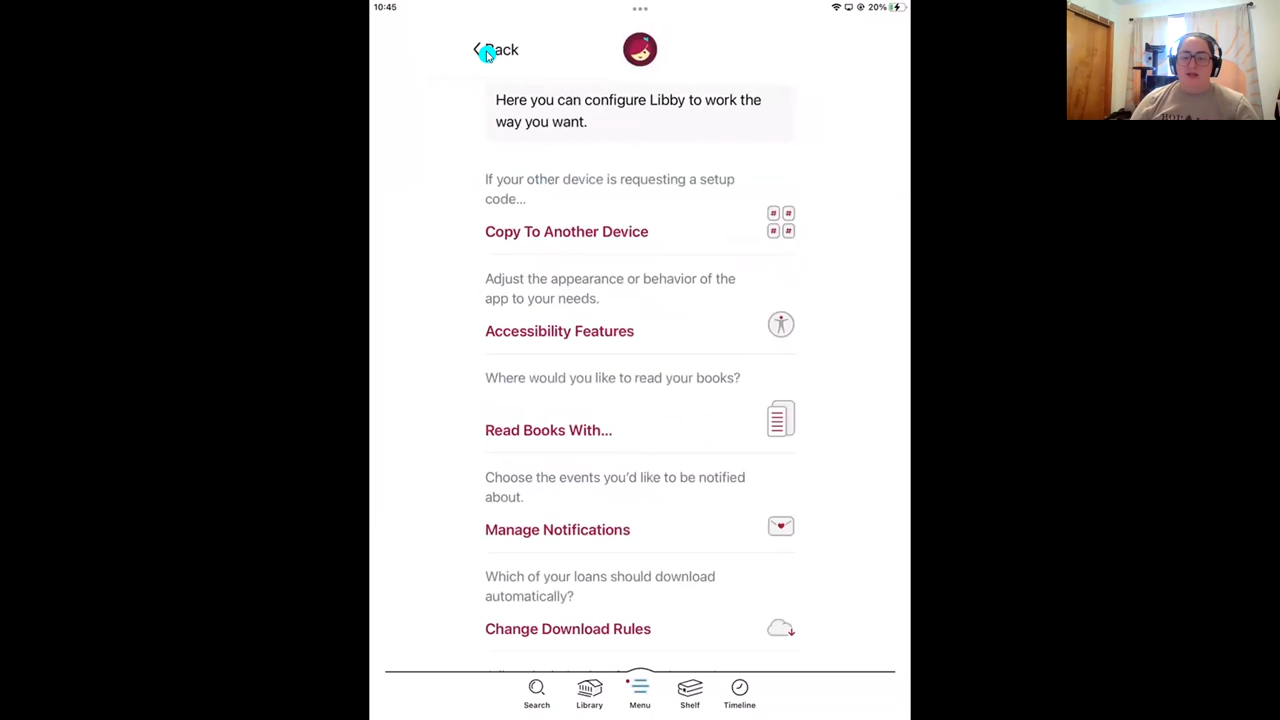 10:45
20%
Back
Here you can configure Libby to work the
way you want.
If your other device is requesting a setup
code...
Copy To Another Device
Adjust the appearance or behavior of the
app to your needs.
Accessibility Features
Where would you like to read your books?
Read Books With...
Choose the events you'd like to be notified
about.
Manage Notifications
Which of your loans should download
automatically?
Change Download Rules
Search
Library
Menu
Shelf
Timeline